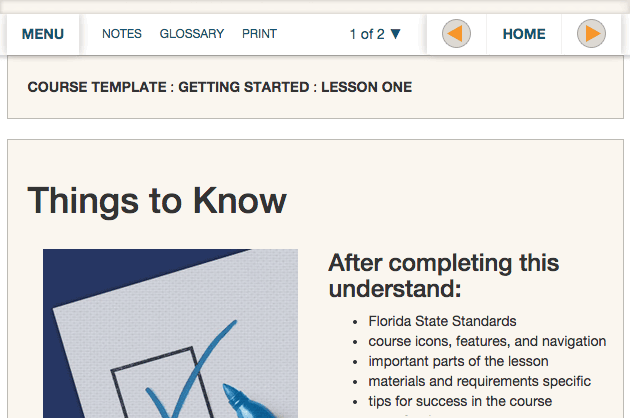 MENU NOTES GLOSSARY PRINT 1 of 2 ▼ HOME
COURSE TEMPLATE : GETTING STARTED : LESSON ONE
Things to Know
After completing this
understand:
• Florida State Standards
• course icons, features, and navigation
• important parts of the lesson
• materials and requirements specific
• tips for success in the course